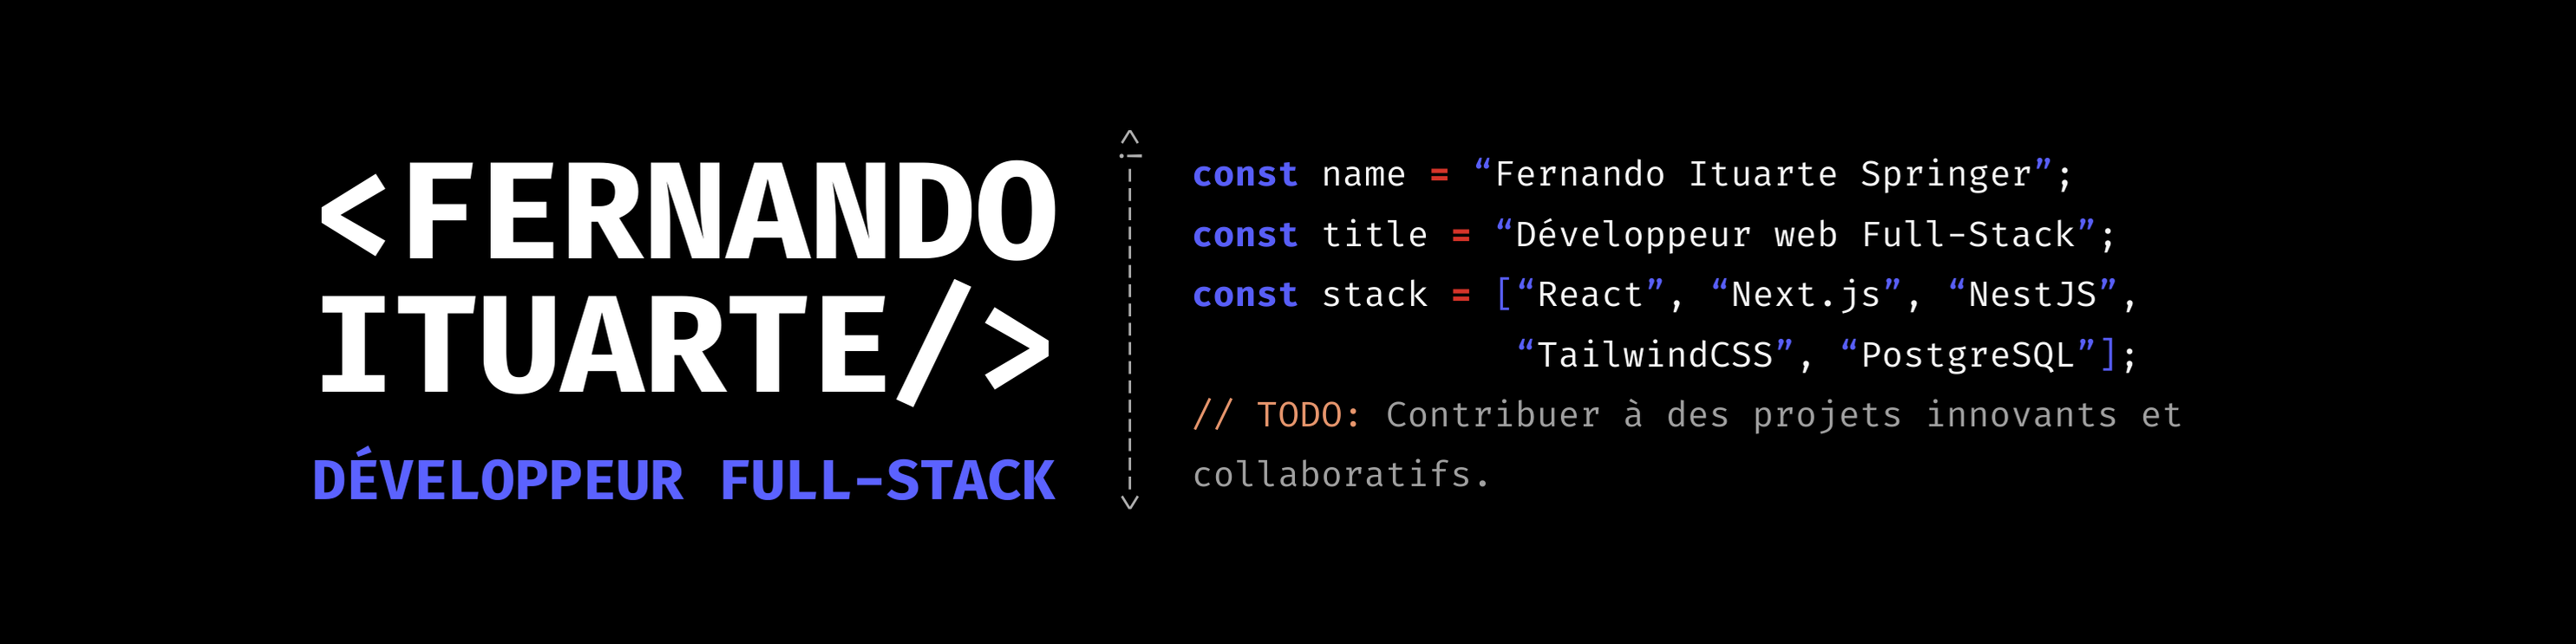 <FERNANDO
ITUARTE/>
DÉVELOPPEUR FULL-STACK
const name = “Fernando Ituarte Springer”;
const title = “Développeur web Full-Stack”;
const stack = [“React”, “Next.js”, “NestJS”,
“TailwindCSS”, “PostgreSQL”];
// TODO: Contribuer à des projets innovants et
collaboratifs.